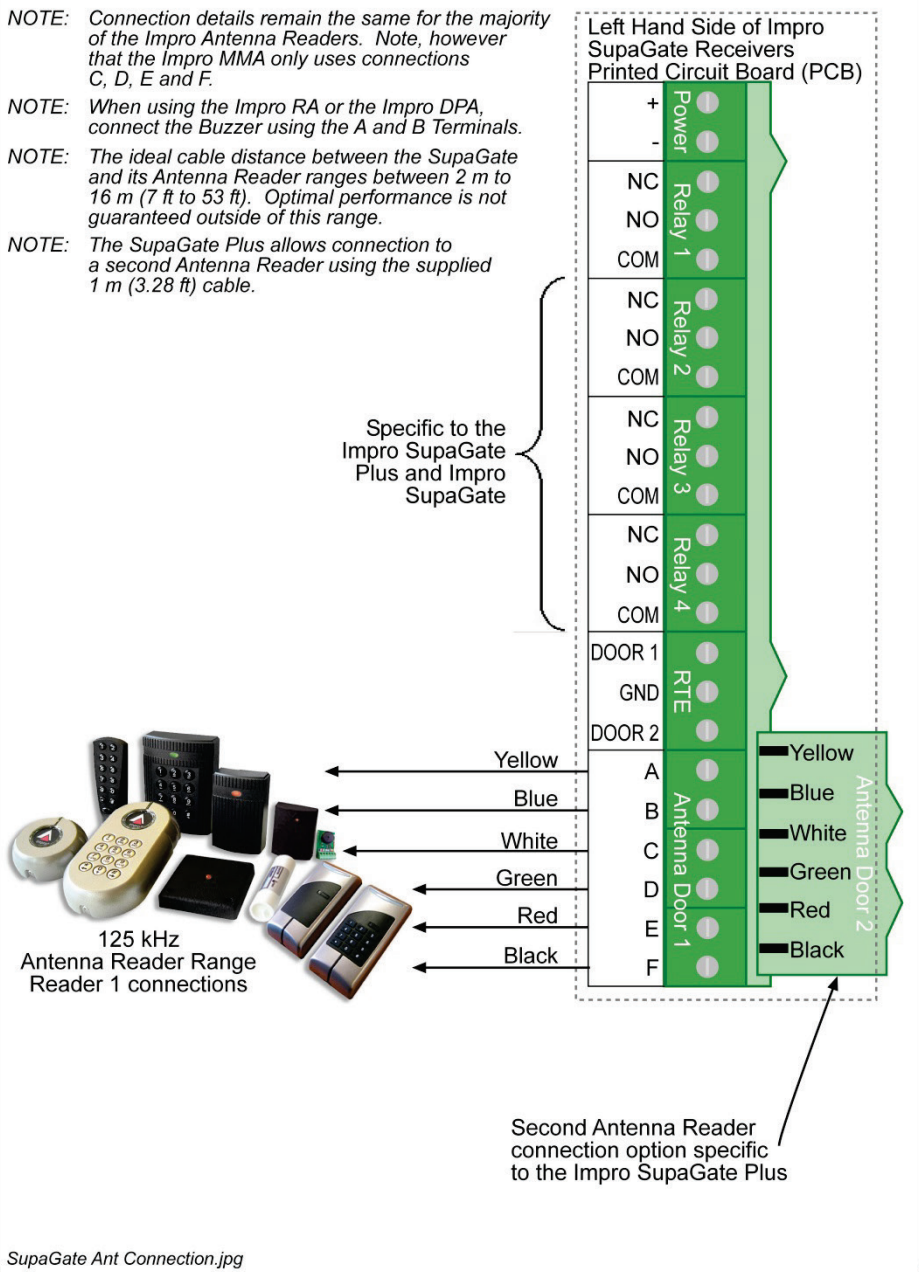 NOTE: Connection details remain the same for the majority
of the Impro Antenna Readers. Note, however
that the Impro MMA only uses connections
C, D, E and F.
NOTE: When using the Impro RA or the Impro DPA,
connect the Buzzer using the A and B Terminals.
NOTE: The ideal cable distance between the SupaGate
and its Antenna Reader ranges between 2 m to
16 m (7 ft to 53 ft). Optimal performance is not
guaranteed outside of this range.
NOTE: The SupaGate Plus allows connection to
a second Antenna Reader using the supplied
1 m (3.28 ft) cable.
Left Hand Side of Impro
SupaGate Receivers
Printed Circuit Board (PCB)
+
-
Power
NC
NO
COM
Relay 1
NC
NO
COM
Relay 2
NC
NO
COM
Relay 3
NC
NO
COM
Relay 4
Specific to the
Impro SupaGate
Plus and Impro
SupaGate
DOOR 1
GND
DOOR 2
RTE
Yellow
Blue
White
Green
Red
Black
A
B
C
D
E
F
Antenna Door 1
Yellow
Blue
White
Green
Red
Black
Antenna Door 2
125 kHz
Antenna Reader Range
Reader 1 connections
Second Antenna Reader
connection option specific
to the Impro SupaGate Plus
SupaGate Ant Connection.jpg